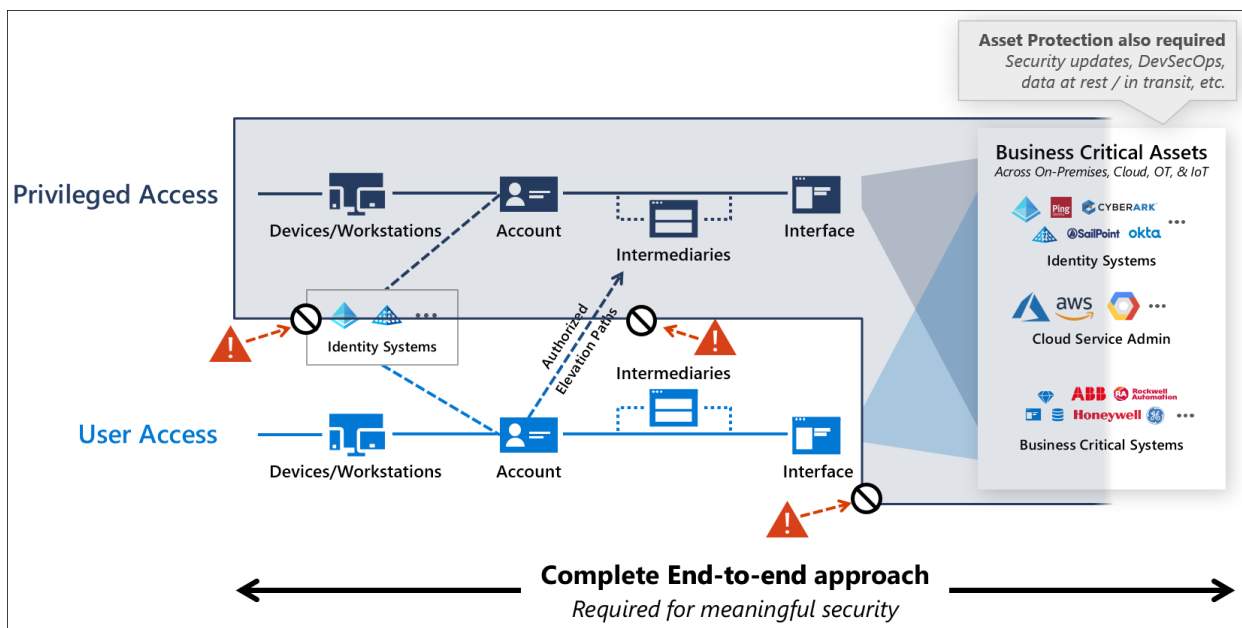 Asset Protection also required
Security updates, DevSecOps,
data at rest / in transit, etc.
Business Critical Assets
Across On-Premises, Cloud, OT, & IoT
Privileged Access
Devices/Workstations
Account
Intermediaries
Interface
Ping
CYBERARK
SailPoint
okta
Identity Systems
aws
Cloud Service Admin
Identity Systems
Authorized
Elevation Paths
Intermediaries
ABB
RA
Rockwell
Automation
Honeywell
Business Critical Systems
User Access
Devices/Workstations
Account
Interface
Complete End-to-end approach
Required for meaningful security